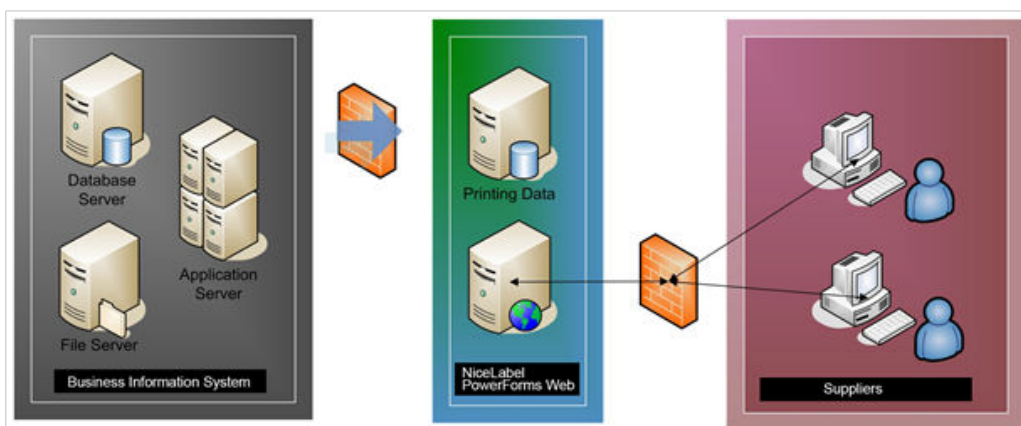 Database
Server
Application
Server
File Server
Business Information System
Printing Data
NiceLabel
PowerForms Web
Suppliers